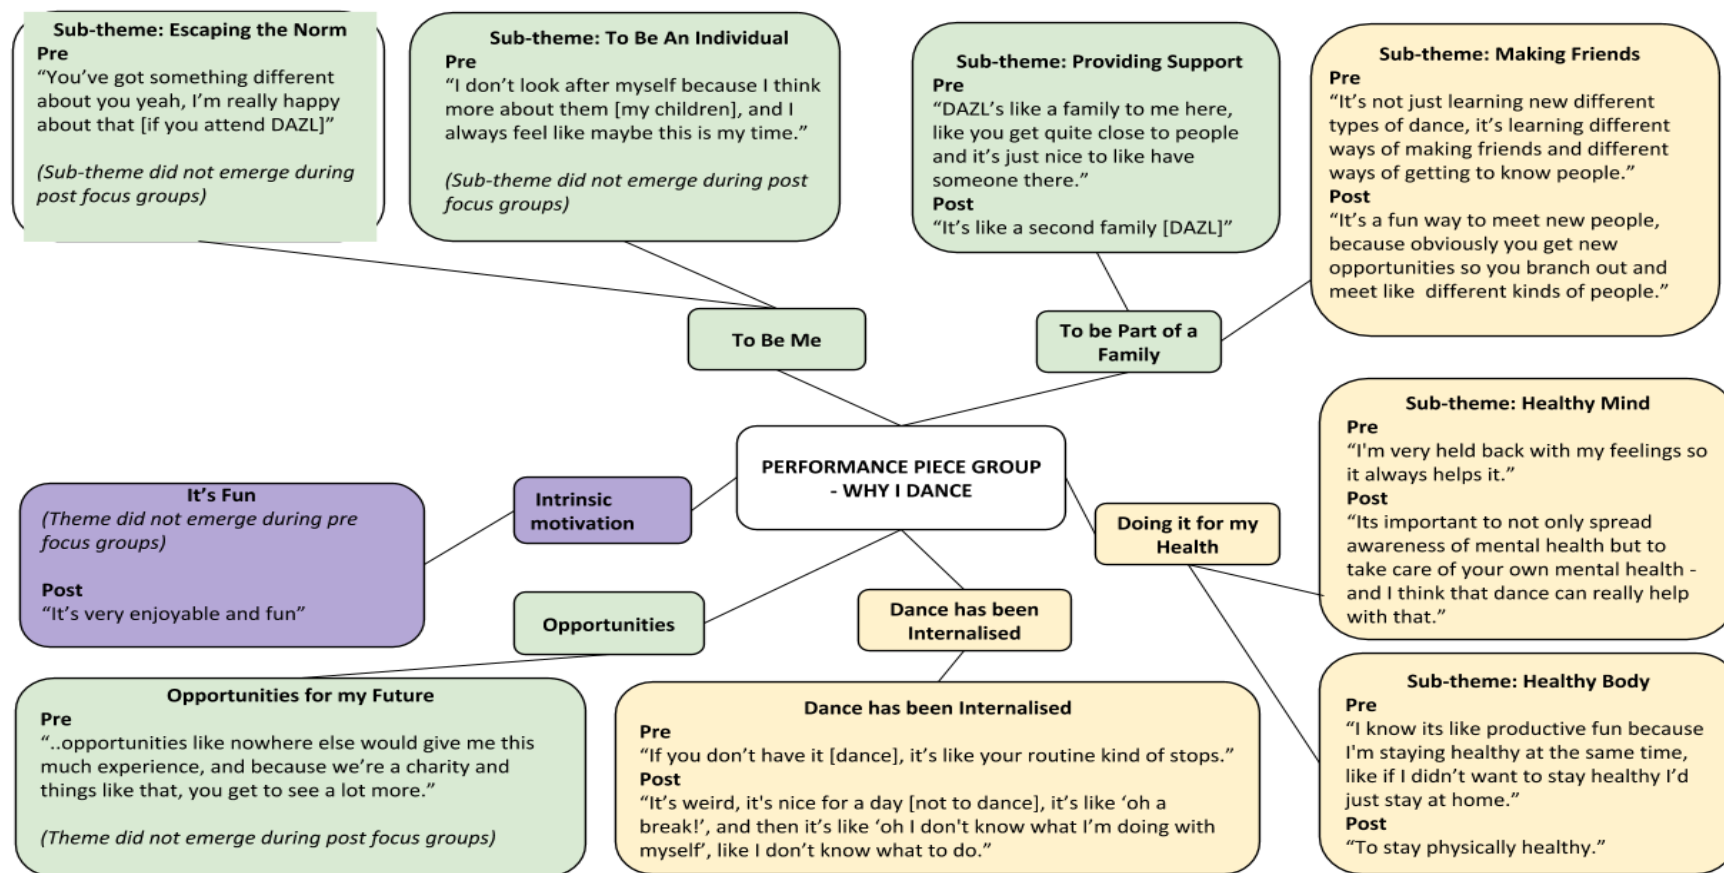 Sub-theme: Escaping the Norm
Pre
“You’ve got something different
about you yeah, I’m really happy
about that [if you attend DAZL]”
(Sub-theme did not emerge during
post focus groups)
Sub-theme: To Be An Individual
Pre
“I don’t look after myself because I think
more about them [my children], and I
always feel like maybe this is my time.”
(Sub-theme did not emerge during post
focus groups)
Sub-theme: Providing Support
Pre
“DAZL’s like a family to me here,
like you get quite close to people
and it’s just nice to like have
someone there.”
Post
“It’s like a second family [DAZL]”
Sub-theme: Making Friends
Pre
“It’s not just learning new different
types of dance, it’s learning different
ways of making friends and different
ways of getting to know people.”
Post
“It’s a fun way to meet new people,
because obviously you get new
opportunities so you branch out and
meet like different kinds of people.”
To Be Me
To be Part of a
Family
PERFORMANCE PIECE GROUP
- WHY I DANCE
Intrinsic
motivation
It’s Fun
(Theme did not emerge during pre
focus groups)
Post
“It’s very enjoyable and fun”
Doing it for my
Health
Sub-theme: Healthy Mind
Pre
“I'm very held back with my feelings so
it always helps it.”
Post
“Its important to not only spread
awareness of mental health but to
take care of your own mental health -
and I think that dance can really help
with that.”
Opportunities
Dance has been
Internalised
Opportunities for my Future
Pre
“..opportunities like nowhere else would give me this
much experience, and because we’re a charity and
things like that, you get to see a lot more.”
(Theme did not emerge during post focus groups)
Dance has been Internalised
Pre
“If you don’t have it [dance], it’s like your routine kind of stops.”
Post
“It’s weird, it's nice for a day [not to dance], it’s like ‘oh a
break!’, and then it’s like ‘oh I don't know what I’m doing with
myself’, like I don’t know what to do.”
Sub-theme: Healthy Body
Pre
“I know its like productive fun because
I'm staying healthy at the same time,
like if I didn’t want to stay healthy I’d
just stay at home.”
Post
“To stay physically healthy.”